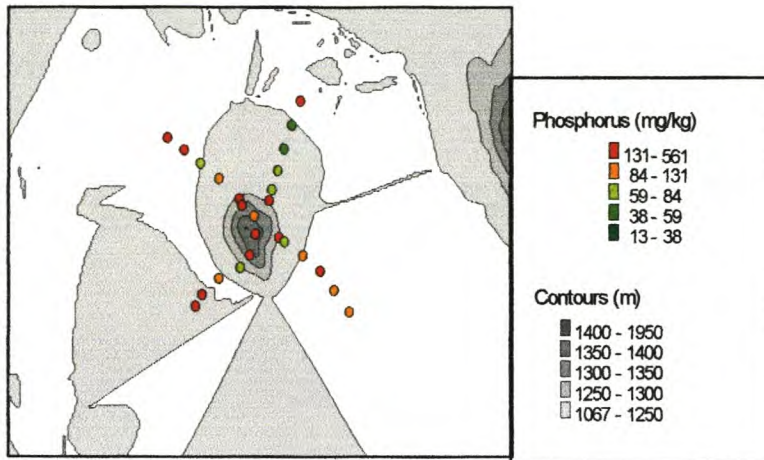 Phosphorus (mg/kg)
131- 561
84 - 131
59 - 84
38 - 59
13 - 38
Contours (m)
1400 - 1950
1350 - 1400
1300 - 1350
1250 - 1300
1067 - 1250